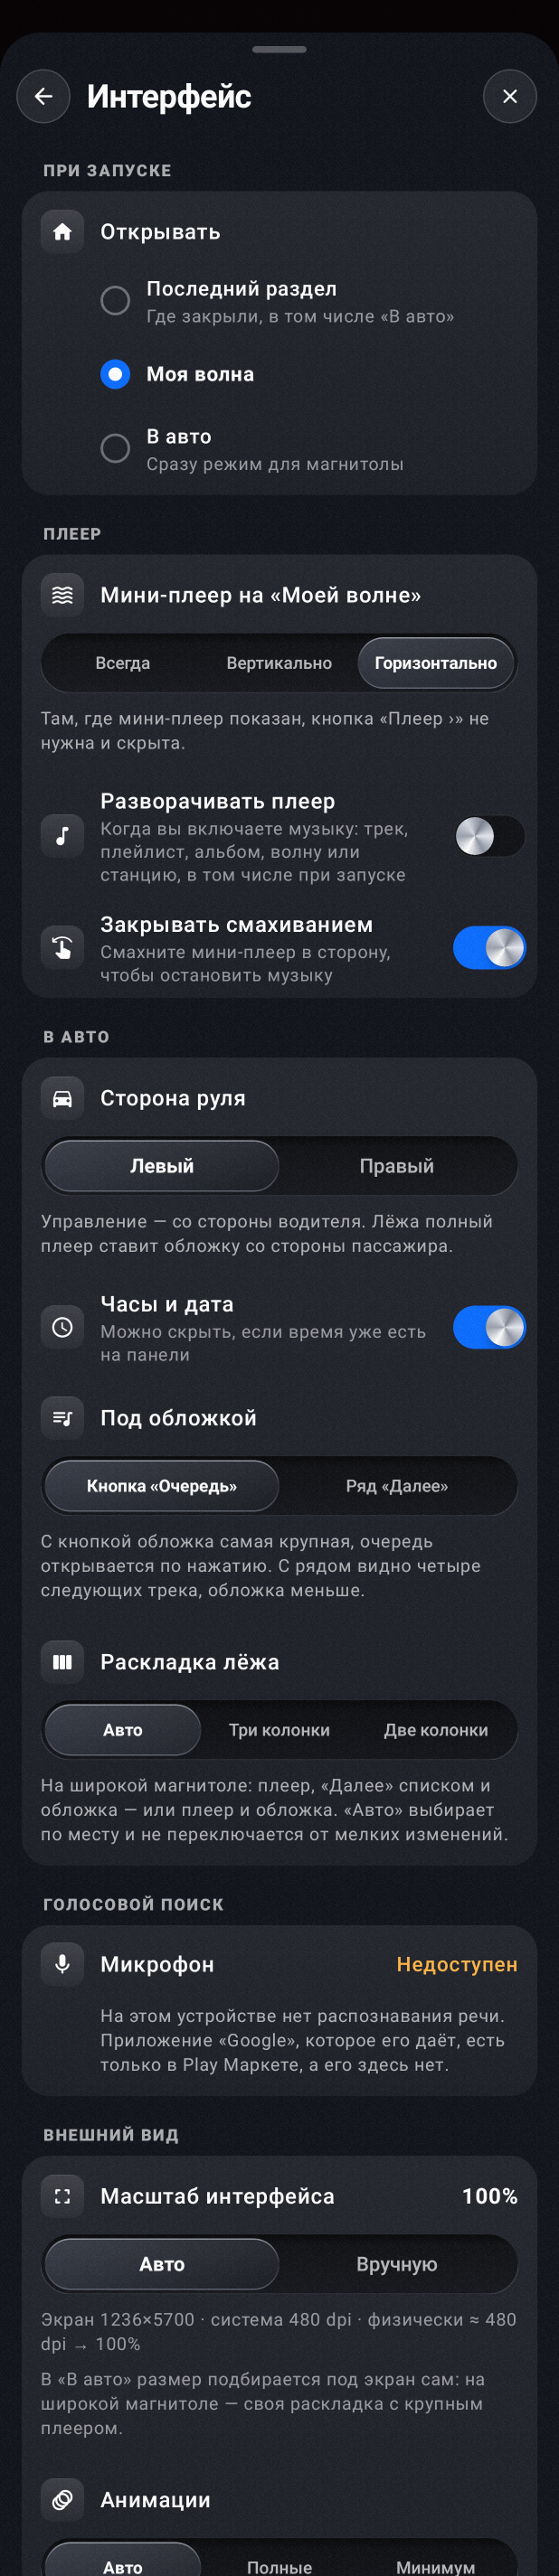 Интерфейс
ПРИ ЗАПУСКЕ
Открывать
Последний раздел
Где закрыли, в том числе «В авто»
Моя волна
В авто
Сразу режим для магнитолы
ПЛЕЕР
Мини-плеер на «Моей волне»
Всегда Вертикально Горизонтально
Там, где мини-плеер показан, кнопка «Плеер ›» не
нужна и скрыта.
Разворачивать плеер
Когда вы включаете музыку: трек,
плейлист, альбом, волну или
станцию, в том числе при запуске
Закрывать смахиванием
Смахните мини-плеер в сторону,
чтобы остановить музыку
В АВТО
Сторона руля
Левый Правый
Управление — со стороны водителя. Лёжа полный
плеер ставит обложку со стороны пассажира.
Часы и дата
Можно скрыть, если время уже есть
на панели
Под обложкой
Кнопка «Очередь» Ряд «Далее»
С кнопкой обложка самая крупная, очередь
открывается по нажатию. С рядом видно четыре
следующих трека, обложка меньше.
Раскладка лёжа
Авто Три колонки Две колонки
На широкой магнитоле: плеер, «Далее» списком и
обложка — или плеер и обложка. «Авто» выбирает
по месту и не переключается от мелких изменений.
ГОЛОСОВОЙ ПОИСК
Микрофон Недоступен
На этом устройстве нет распознавания речи.
Приложение «Google», которое его даёт, есть
только в Play Маркете, а его здесь нет.
ВНЕШНИЙ ВИД
Масштаб интерфейса 100%
Авто Вручную
Экран 1236×5700 · система 480 dpi · физически ≈ 480
dpi → 100%
В «В авто» размер подбирается под экран сам: на
широкой магнитоле — своя раскладка с крупным
плеером.
Анимации
Авто Полные Минимум